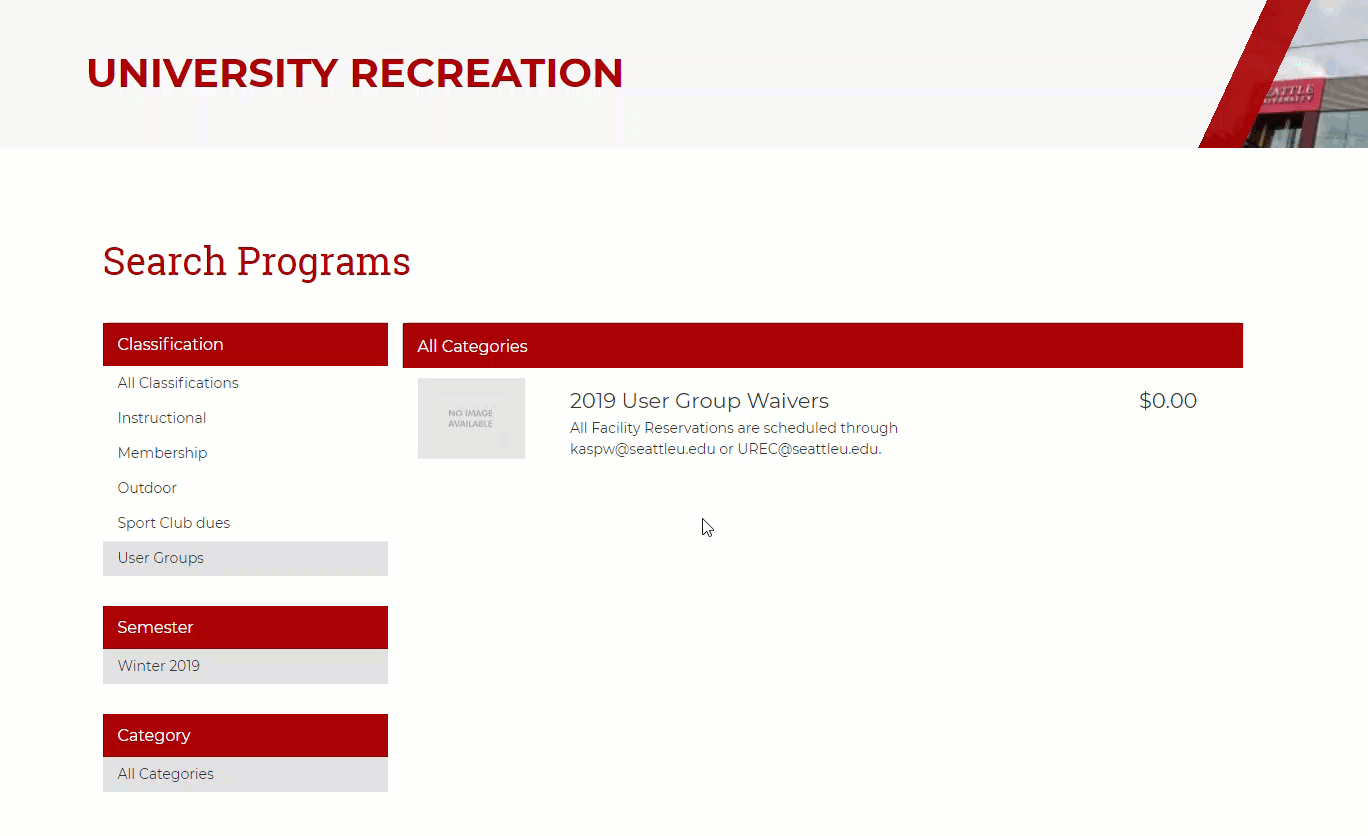 UNIVERSITY RECREATION
SEATTLE
UNIVERSITY
Search Programs
Classification
All Classifications
Instructional
Membership
Outdoor
Sport Club dues
User Groups
Semester
Winter 2019
Category
All Categories
All Categories
NO IMAGE
AVAILABLE
2019 User Group Waivers
$0.00
All Facility Reservations are scheduled through
kaspw@seattleu.edu or UREC@seattleu.edu.